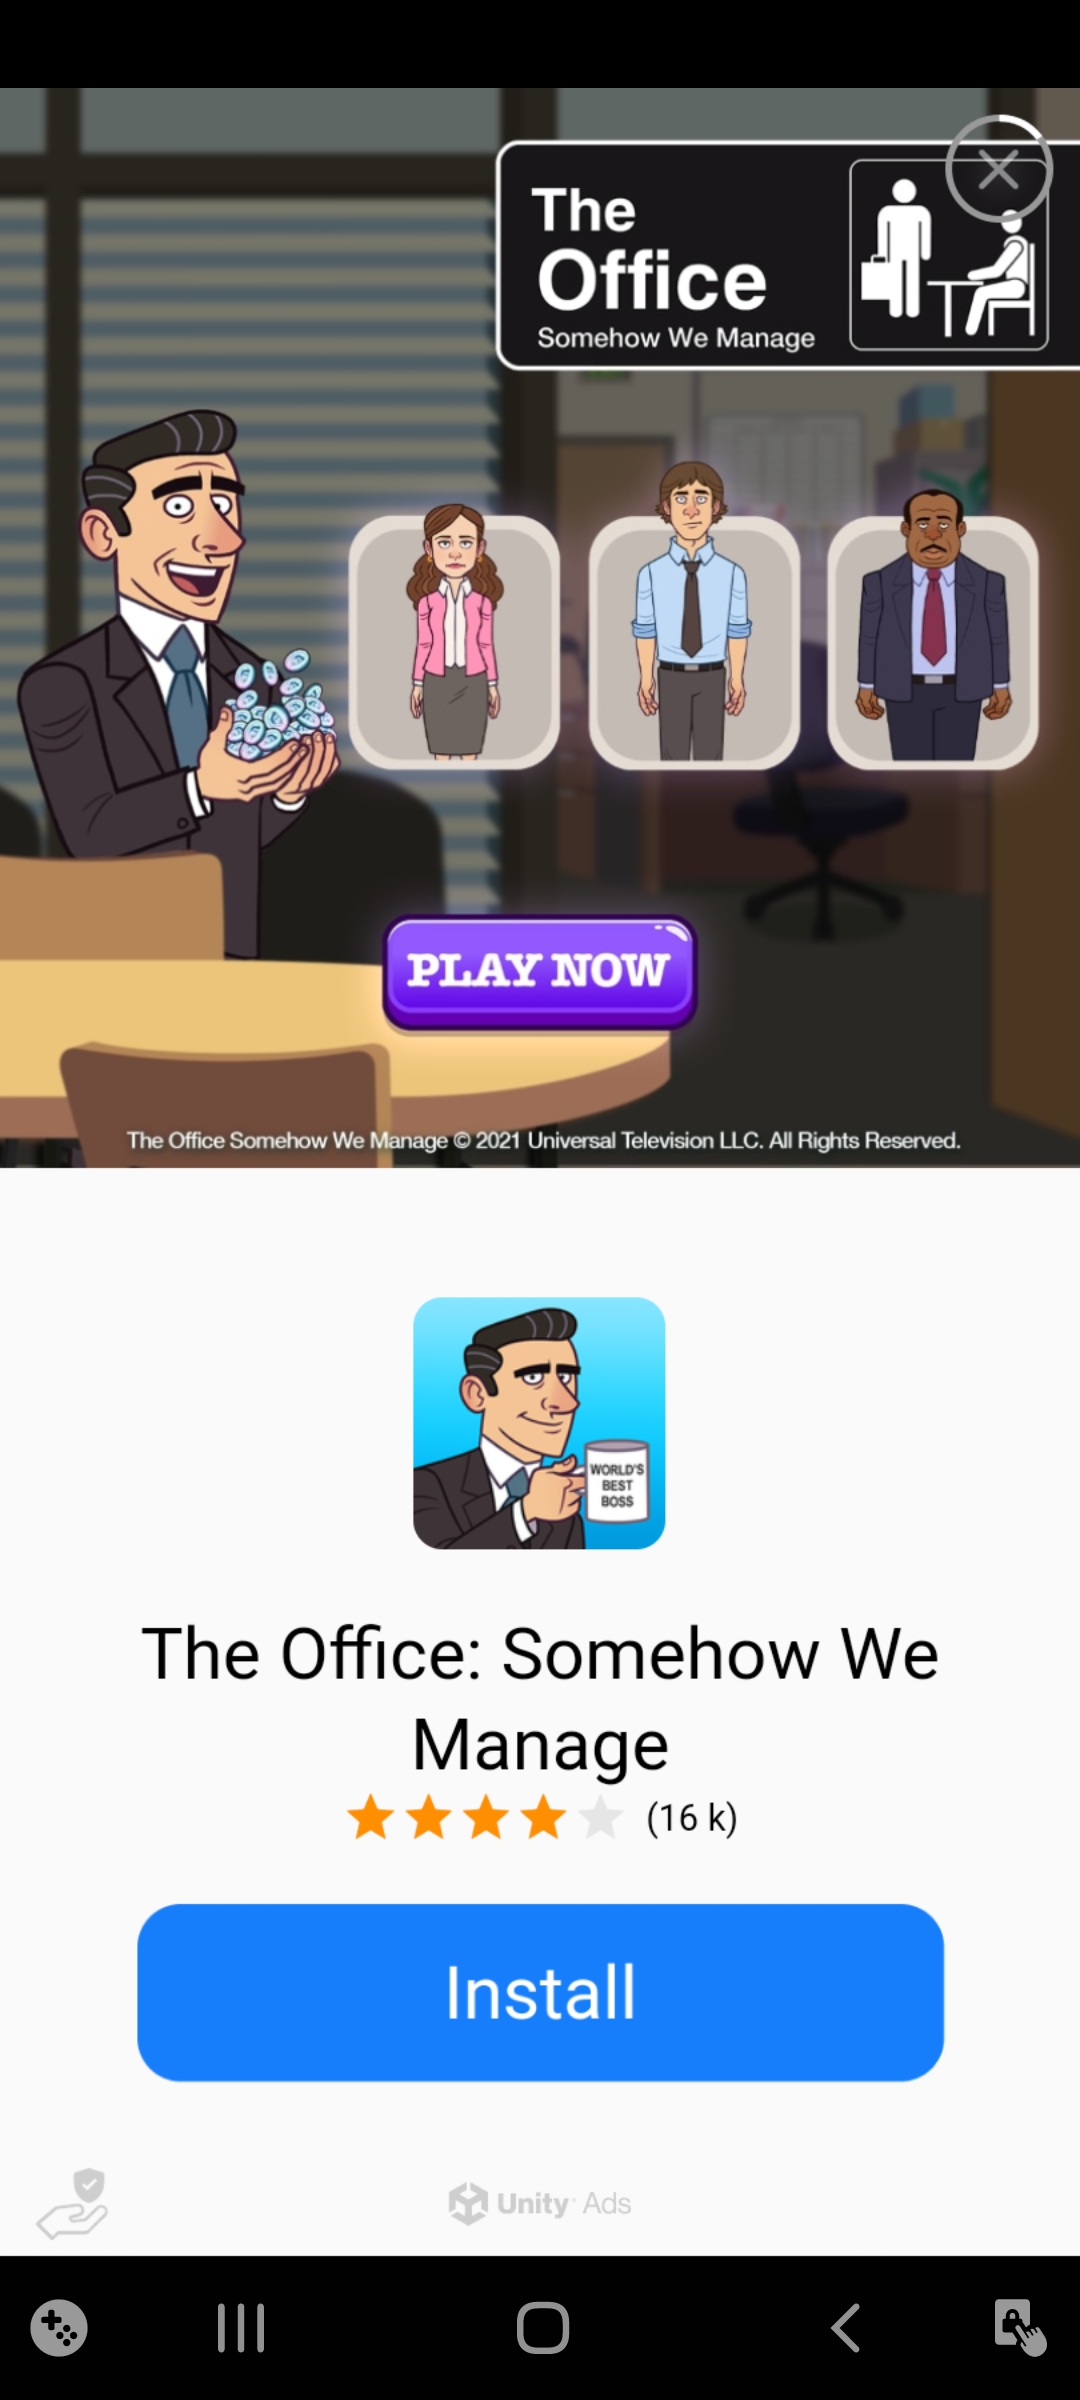 The
Office
Somehow We Manage
PLAY NOW
The Office Somehow We Manage © 2021 Universal Television LLC. All Rights Reserved.
WORLD'S
BEST
BOSS
The Office: Somehow We
Manage
(16 k)
Install
Unity Ads